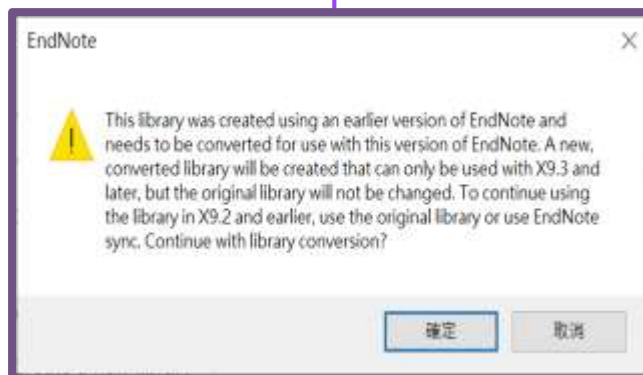 EndNote
This library was created using an earlier version of EndNote and
needs to be converted for use with this version of EndNote. A new,
converted library will be created that can only be used with X9.3 and
later, but the original library will not be changed. To continue using
the library in X9.2 and earlier, use the original library or use EndNote
sync. Continue with library conversion?
確定
取消